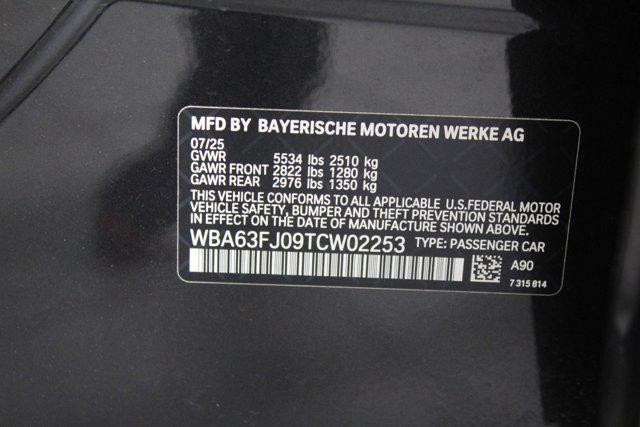 MFD BY BAYERISCHE MOTOREN WERKE AG
07/25
GVWR 5534 lbs 2510 kg
GAWR FRONT 2822 lbs 1280 kg
GAWR REAR 2976 lbs 1350 kg
THIS VEHICLE CONFORMS TO ALL APPLICABLE U.S.FEDERAL MOTOR
VEHICLE SAFETY, BUMPER AND THEFT PREVENTION STANDARDS
IN EFFECT ON THE DATE OF MANUFACTURE SHOWN ABOVE.
WBA63FJ09TCW02253 TYPE: PASSENGER CAR
A90
7 315 814